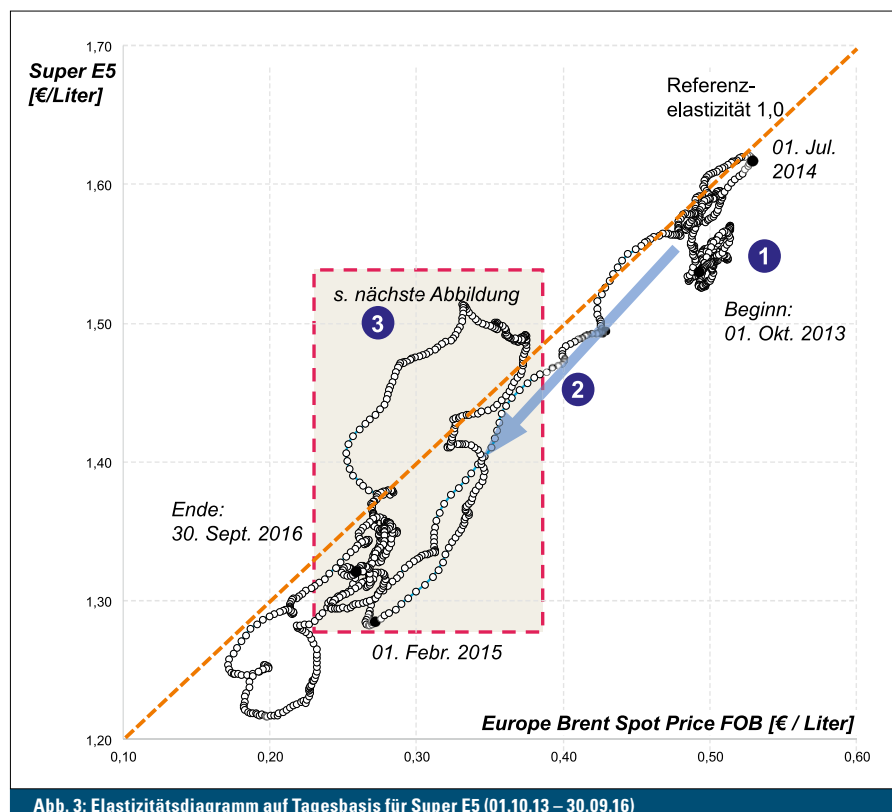 1,70
Super E5
[€/Liter]
Referenz-
elastizität 1,0
01. Jul.
2014
1,60
1
Beginn:
01. Okt. 2013
s. nächste Abbildung
3
1,50
2
1,40
Ende:
30. Sept. 2016
1,30
01. Febr. 2015
Europe Brent Spot Price FOB [€ / Liter]
1,20
0,10 0,20 0,30 0,40 0,50 0,60
Abb. 3: Elastizitätsdiagramm auf Tagesbasis für Super E5 (01.10.13 – 30.09.16)